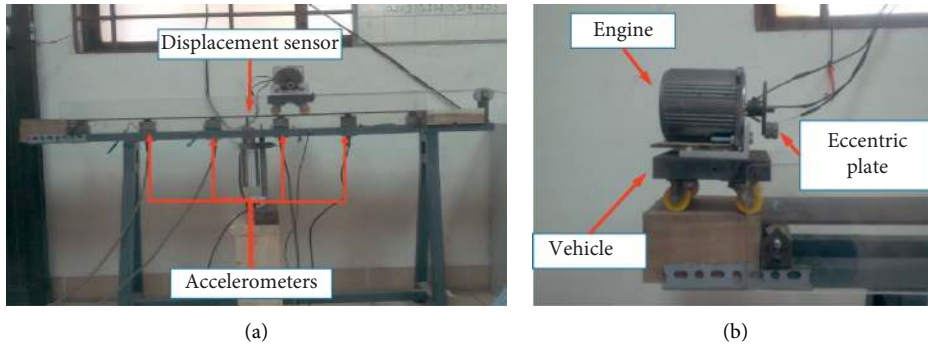 Displacement sensor
Accelerometers
(a)
Engine
Eccentric
plate
Vehicle
(b)